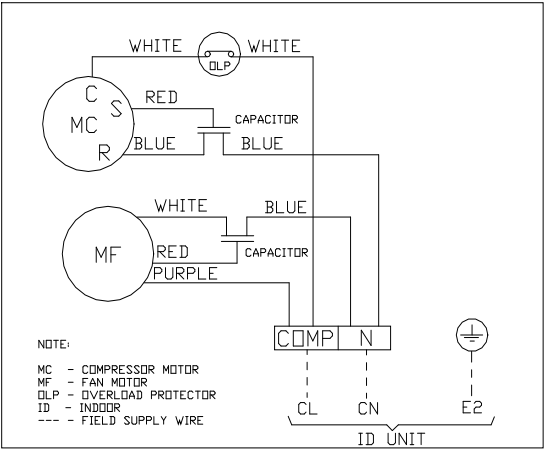 WHITE WHITE
OLP
C
S
MC
R
RED
CAPACITOR
BLUE BLUE
WHITE BLUE
MF
RED
CAPACITOR
PURPLE
COMP N
NOTE:
MC - COMPRESSOR MOTOR
MF - FAN MOTOR
OLP - OVERLOAD PROTECTOR
ID - INDOOR
--- - FIELD SUPPLY WIRE
CL CN E2
ID UNIT